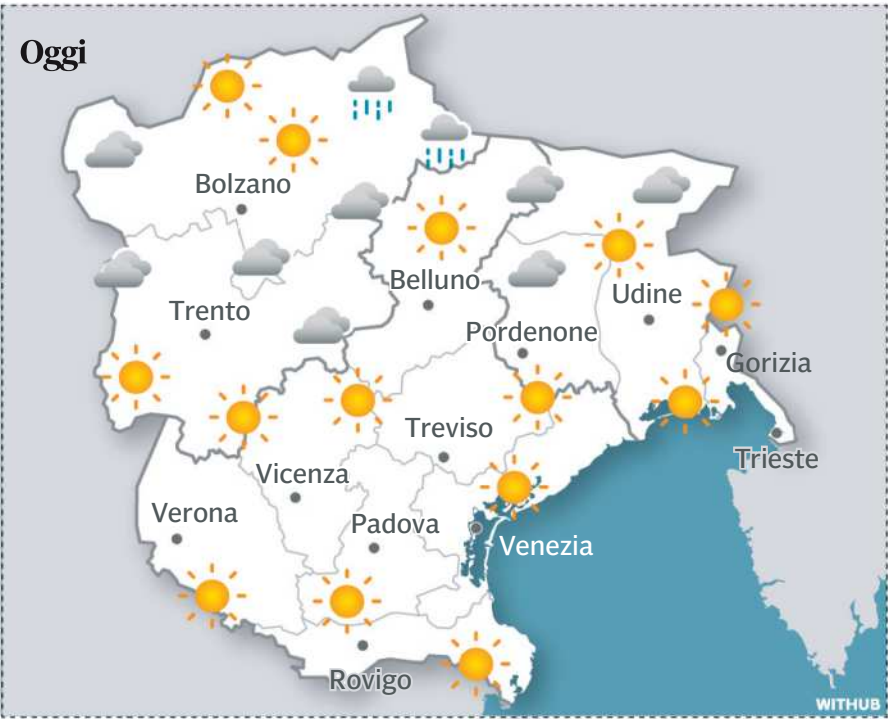 Oggi
Bolzano
Belluno
Trento
Udine
Pordenone
Gorizia
Treviso
Trieste
Vicenza
Verona
Padova
Venezia
Rovigo
WITHUB